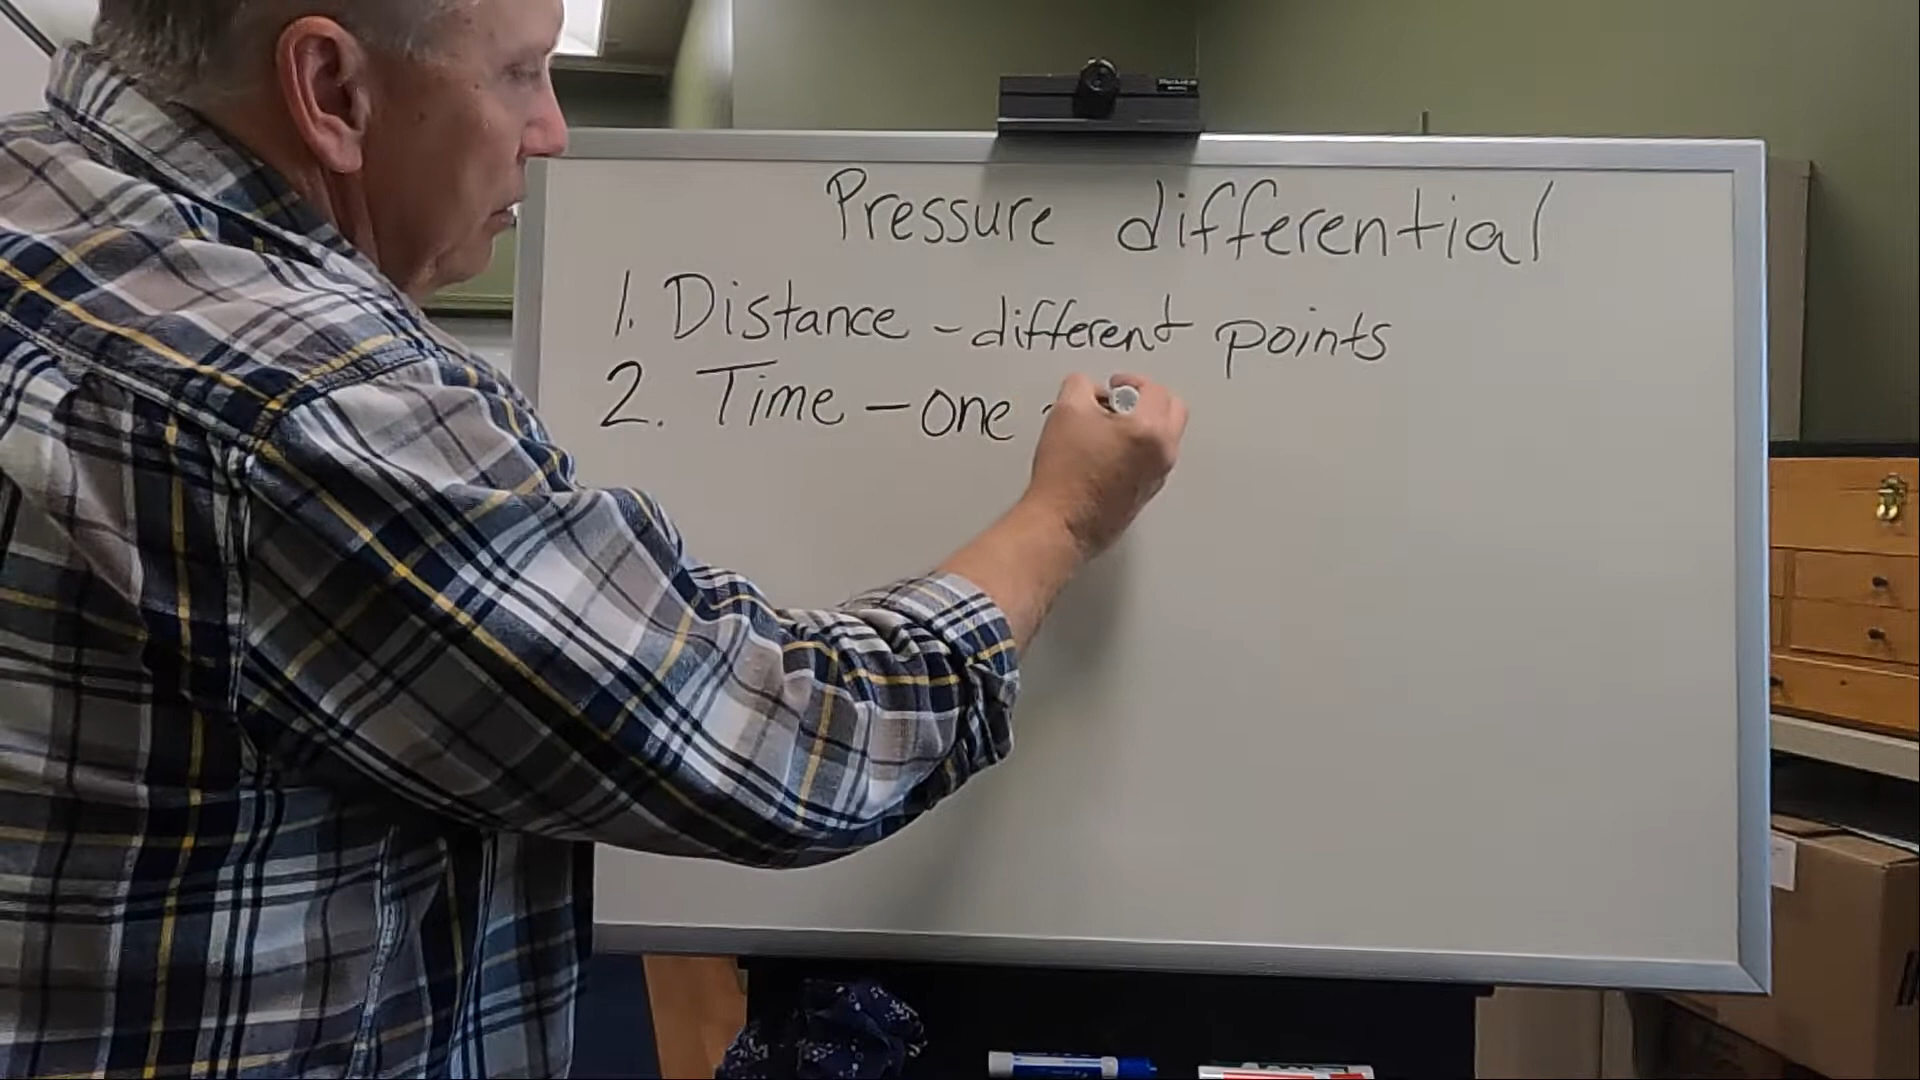 Pressure differential
1. Distance - different points
2. Time - one